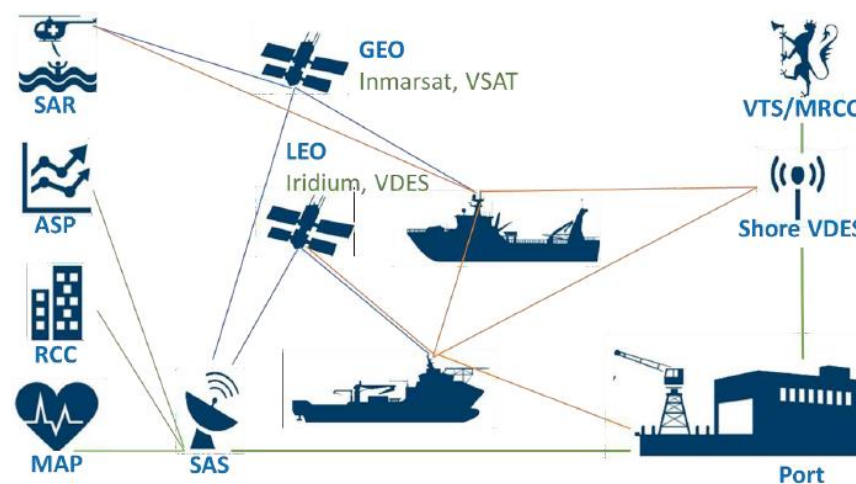 GEO
Inmarsat, VSAT
SAR
VTS/MRCC
LEO
Iridium, VDES
ASP
Shore VDES
RCC
MAP
SAS
Port